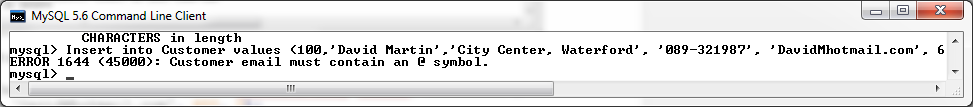 MySQL 5.6 Command Line Client
CHARACTERS in length
mysql> Insert into Customer values (100,'David Martin','City Center, Waterford', '089-321987', 'DavidMhotmail.com', 6
ERROR 1644 (45000): Customer email must contain an @ symbol.
mysql> _